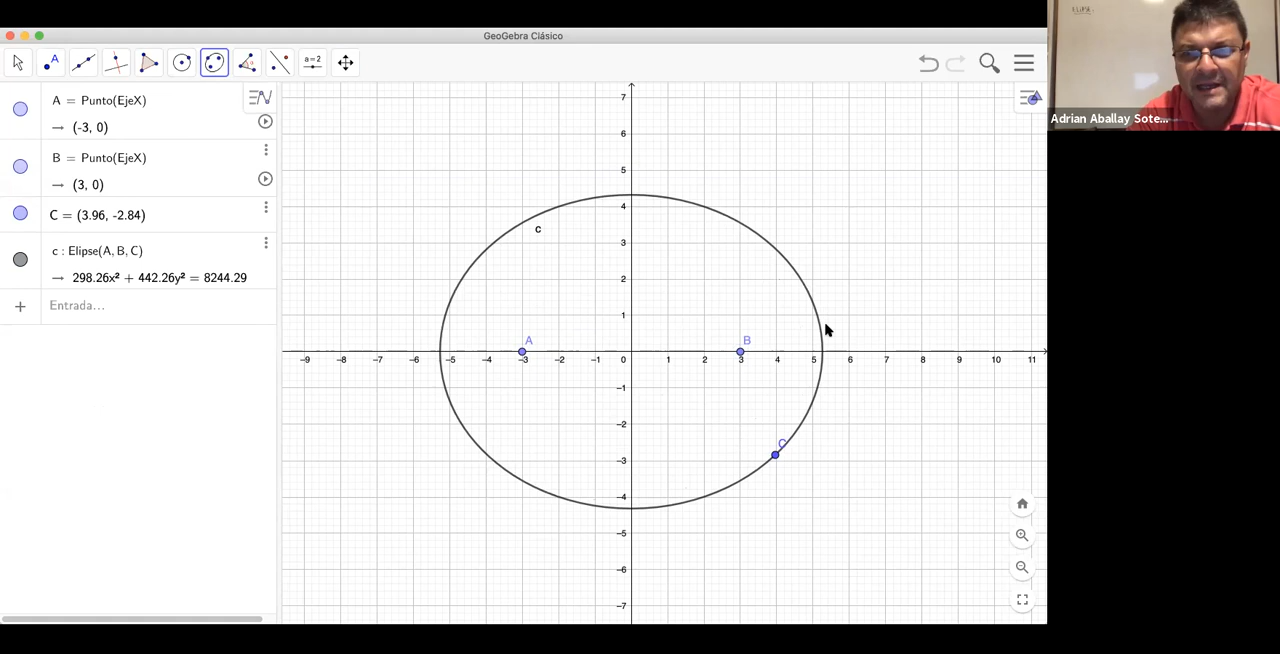 GeoGebra Clásico
A
a=2
A = Punto(EjeX)
→ (-3, 0)
B = Punto(EjeX)
→ (3, 0)
C = (3.96, -2.84)
c : Elipse(A, B, C)
→ 298.26x² + 442.26y² = 8244.29
+ Entrada…
7
6
5
4
3
2
1
c
A
B
C
−9 −8 −7 −6 −5 −4 −3 −2 −1 0 1 2 3 4 5 6 7 8 9 10 11
−1
−2
−3
−4
−5
−6
−7
Adrian Aballay Sote...